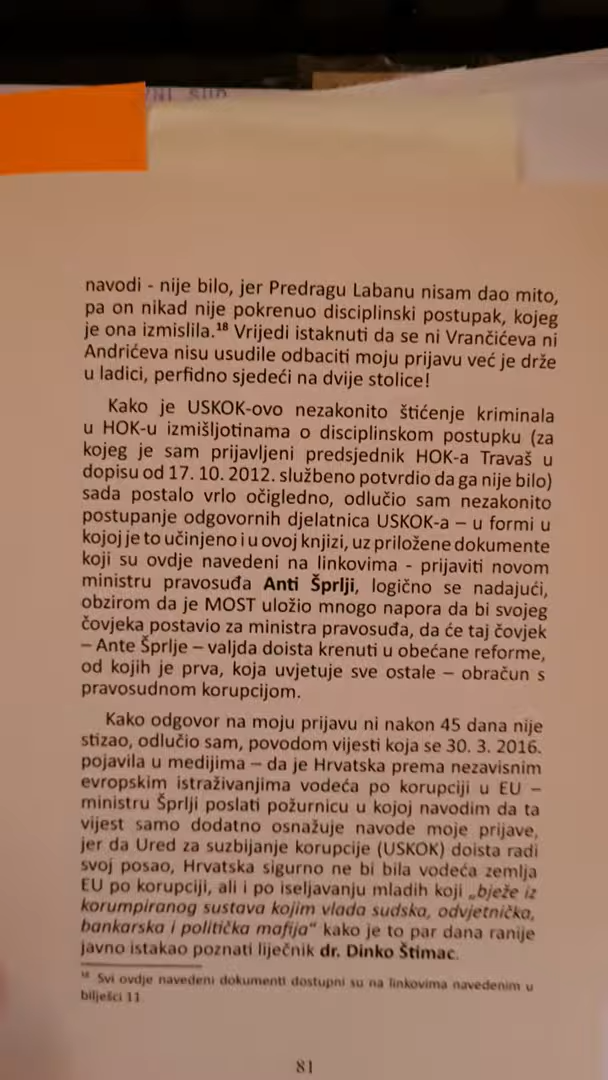 navodi - nije bilo, jer Predragu Labanu nisam dao mito,
pa on nikad nije pokrenuo disciplinski postupak, kojeg
je ona izmislila.¹⁸ Vrijedi istaknuti da se ni Vrančićeva ni
Andrićeva nisu usudile odbaciti moju prijavu već je drže
u ladici, perfidno sjedeći na dvije stolice!
Kako je USKOK-ovo nezakonito štićenje kriminala
u HOK-u izmišljotinama o disciplinskom postupku (za
kojeg je sam prijavljeni predsjednik HOK-a Travaš u
dopisu od 17. 10. 2012. službeno potvrdio da ga nije bilo)
sada postalo vrlo očigledno, odlučio sam nezakonito
postupanje odgovornih djelatnica USKOK-a – u formi u
kojoj je to učinjeno i u ovoj knjizi, uz priložene dokumente
koji su ovdje navedeni na linkovima - prijaviti novom
ministru pravosuđa Anti Šprlji, logično se nadajući,
obzirom da je MOST uložio mnogo napora da bi svojeg
čovjeka postavio za ministra pravosuđa, da će taj čovjek
– Ante Šprlje – valjda doista krenuti u obećane reforme,
od kojih je prva, koja uvjetuje sve ostale – obračun s
pravosudnom korupcijom.
Kako odgovor na moju prijavu ni nakon 45 dana nije
stizao, odlučio sam, povodom vijesti koja se 30. 3. 2016.
pojavila u medijima – da je Hrvatska prema nezavisnim
evropskim istraživanjima vodeća po korupciji u EU –
ministru Šprlji poslati požurnicu u kojoj navodim da ta
vijest samo dodatno osnažuje navode moje prijave,
jer da Ured za suzbijanje korupcije (USKOK) doista radi
svoj posao, Hrvatska sigurno ne bi bila vodeća zemlja
EU po korupciji, ali i po iseljavanju mladih koji „bježe iz
korumpiranog sustava kojim vlada sudska, odvjetnička,
bankarska i politička mafija“ kako je to par dana ranije
javno istakao poznati liječnik dr. Dinko Štimac.
¹⁸ Svi ovdje navedeni dokumenti dostupni su na linkovima navedenim u
bilješci 11
81